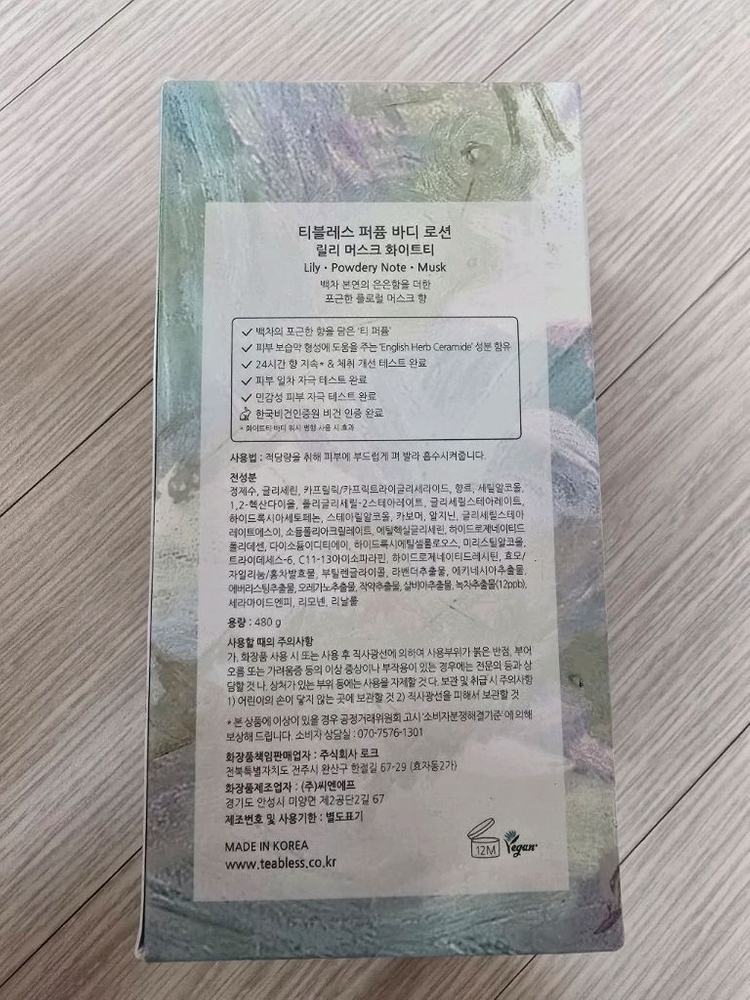 티블레스 퍼퓸 바디 로션
릴리 머스크 화이트티
Lily • Powdery Note • Musk
백차 본연의 은은함을 더한
포근한 플로럴 머스크 향
백차의 포근한 향을 담은 '티 퍼퓸'
피부 보습막 형성에 도움을 주는 'English Herb Ceramide' 성분 함유
24시간 향 지속* & 체취 개선 테스트 완료
피부 일차 자극 테스트 완료
민감성 피부 자극 테스트 완료
한국비건인증원 비건 인증 완료
* 화이트티 바디 워시 병행 사용 시 효과
사용법 : 적당량을 취해 피부에 부드럽게 펴 발라 흡수시켜줍니다.
전성분
정제수, 글리세린, 카프릴릭/카프릭트라이글리세라이드, 향료, 세틸알코올,
1,2-헥산다이올, 폴리글리세릴-2스테아레이트, 글리세릴스테아레이트,
하이드록시아세토페논, 스테아릴알코올, 카보머, 알지닌, 글리세릴스테아
레이트에스이, 소듐폴리아크릴레이트, 에틸헥실글리세린, 하이드로제네이티드
폴리데센, 다이소듐이디티에이, 하이드록시에틸셀룰로오스, 미리스틸알코올,
트라이데세스-6, C11-13아이소파라핀, 하이드로제네이티드레시틴, 효모/
자일리눔/홍차발효물, 부틸렌글라이콜, 라벤더추출물, 에키네시아추출물,
에버라스팅추출물, 오레가노추출물, 작약추출물, 살비아추출물, 녹차추출물(12ppb),
세라마이드엔피, 리모넨, 리날룰
용량 : 480 g
사용할 때의 주의사항
가. 화장품 사용 시 또는 사용 후 직사광선에 의하여 사용부위가 붉은 반점, 부어
오름 또는 가려움증 등의 이상 증상이나 부작용이 있는 경우에는 전문의 등과 상
담할 것 나. 상처가 있는 부위 등에는 사용을 자제할 것 다. 보관 및 취급 시 주의사항
1) 어린이의 손이 닿지 않는 곳에 보관할 것 2) 직사광선을 피해서 보관할 것
* 본 상품에 이상이 있을 경우 공정거래위원회 고시 '소비자분쟁해결기준'에 의해
보상해 드립니다. 소비자 상담실 : 070-7576-1301
화장품책임판매업자 : 주식회사 로크
전북특별자치도 전주시 완산구 한절길 67-29 (효자동2가)
화장품제조업자 : (주)씨엔에프
경기도 안성시 미양면 제2공단2길 67
제조번호 및 사용기한 : 별도표기
MADE IN KOREA
www.teabless.co.kr
12M
Vegan